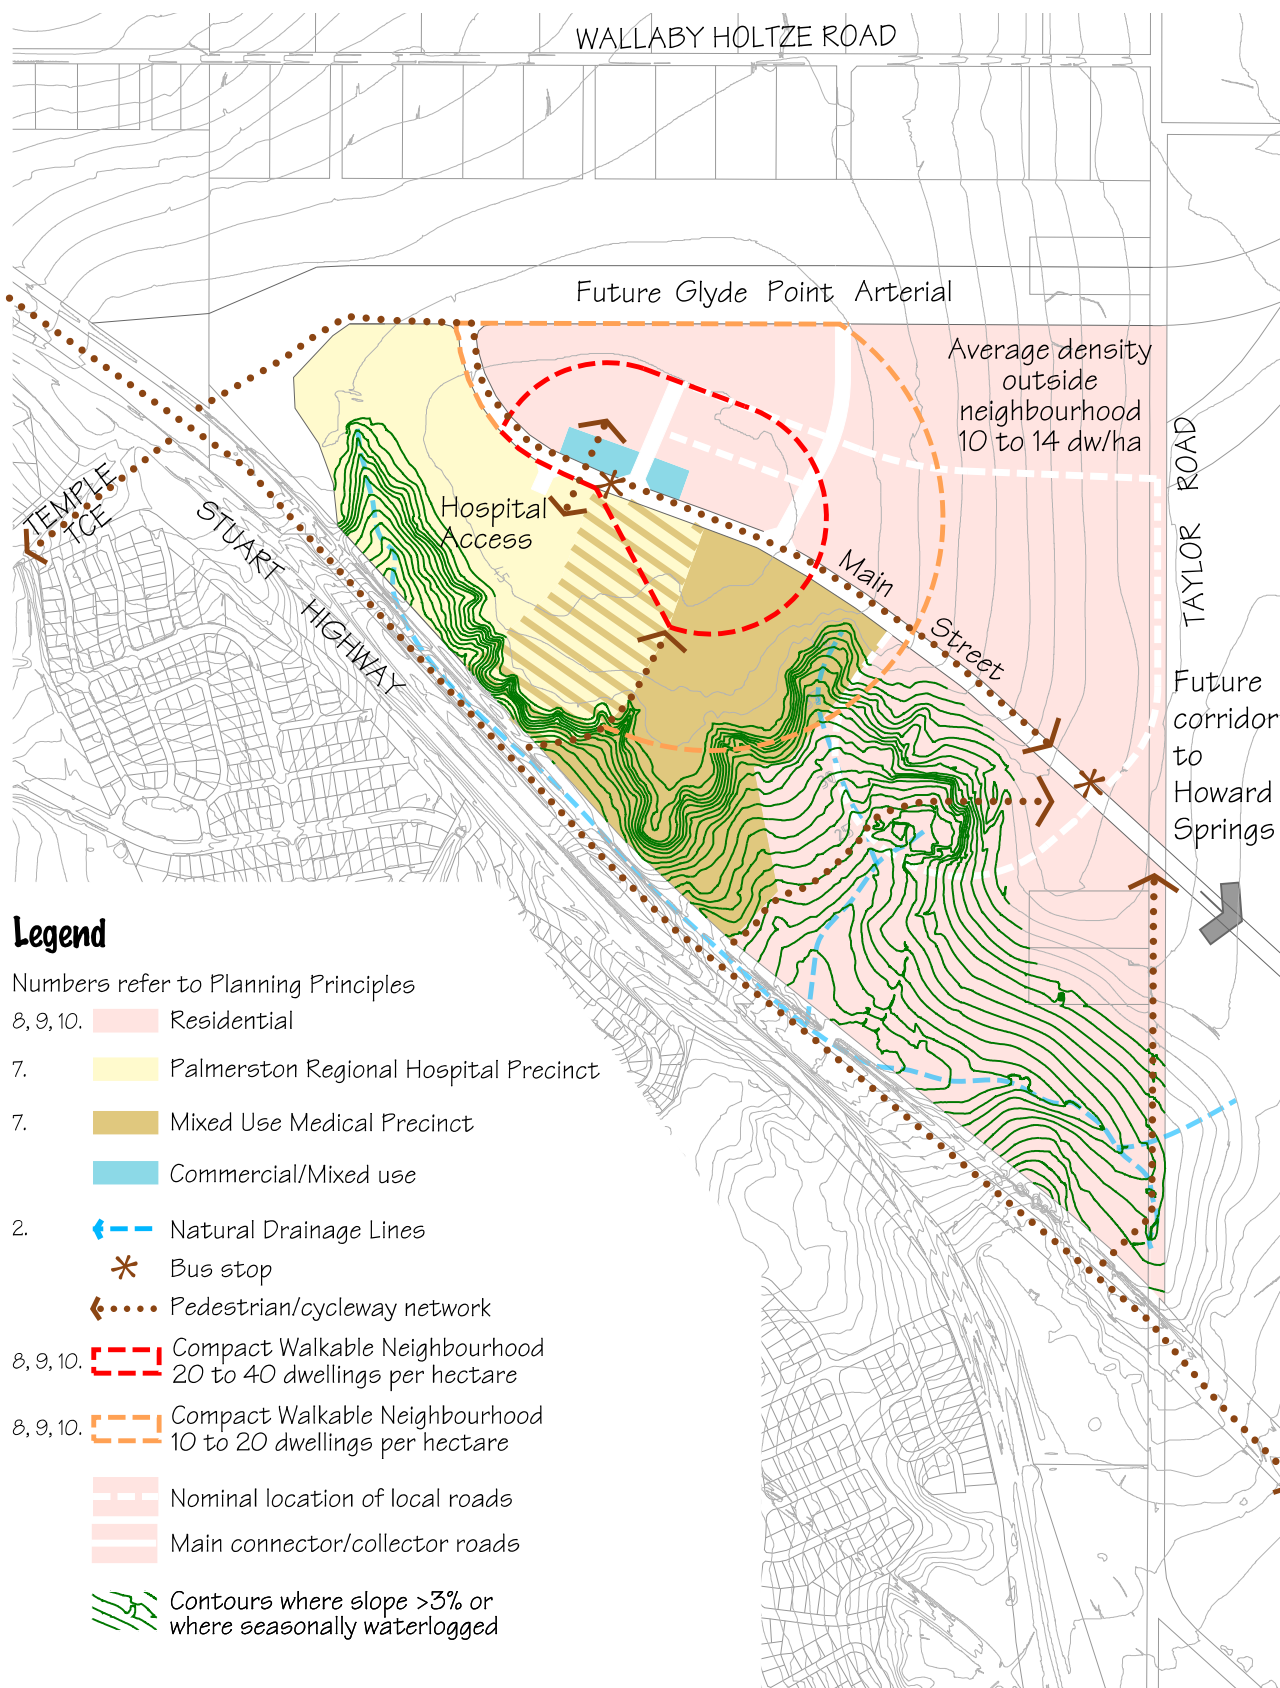 WALLABY HOLTZE ROAD
Future Glyde Point Arterial
Average density
outside
neighbourhood
10 to 14 dw/ha
TAYLOR ROAD
TEMPLE
TCE
STUART
HIGHWAY
Hospital
Access
45
Main
Street
Future
corridor
to
Howard
Springs
25
Legend
Numbers refer to Planning Principles
8, 9, 10. Residential
7. Palmerston Regional Hospital Precinct
7. Mixed Use Medical Precinct
Commercial/Mixed use
2. Natural Drainage Lines
Bus stop
Pedestrian/cycleway network
8, 9, 10. Compact Walkable Neighbourhood
20 to 40 dwellings per hectare
8, 9, 10. Compact Walkable Neighbourhood
10 to 20 dwellings per hectare
Nominal location of local roads
Main connector/collector roads
Contours where slope >3% or
where seasonally waterlogged